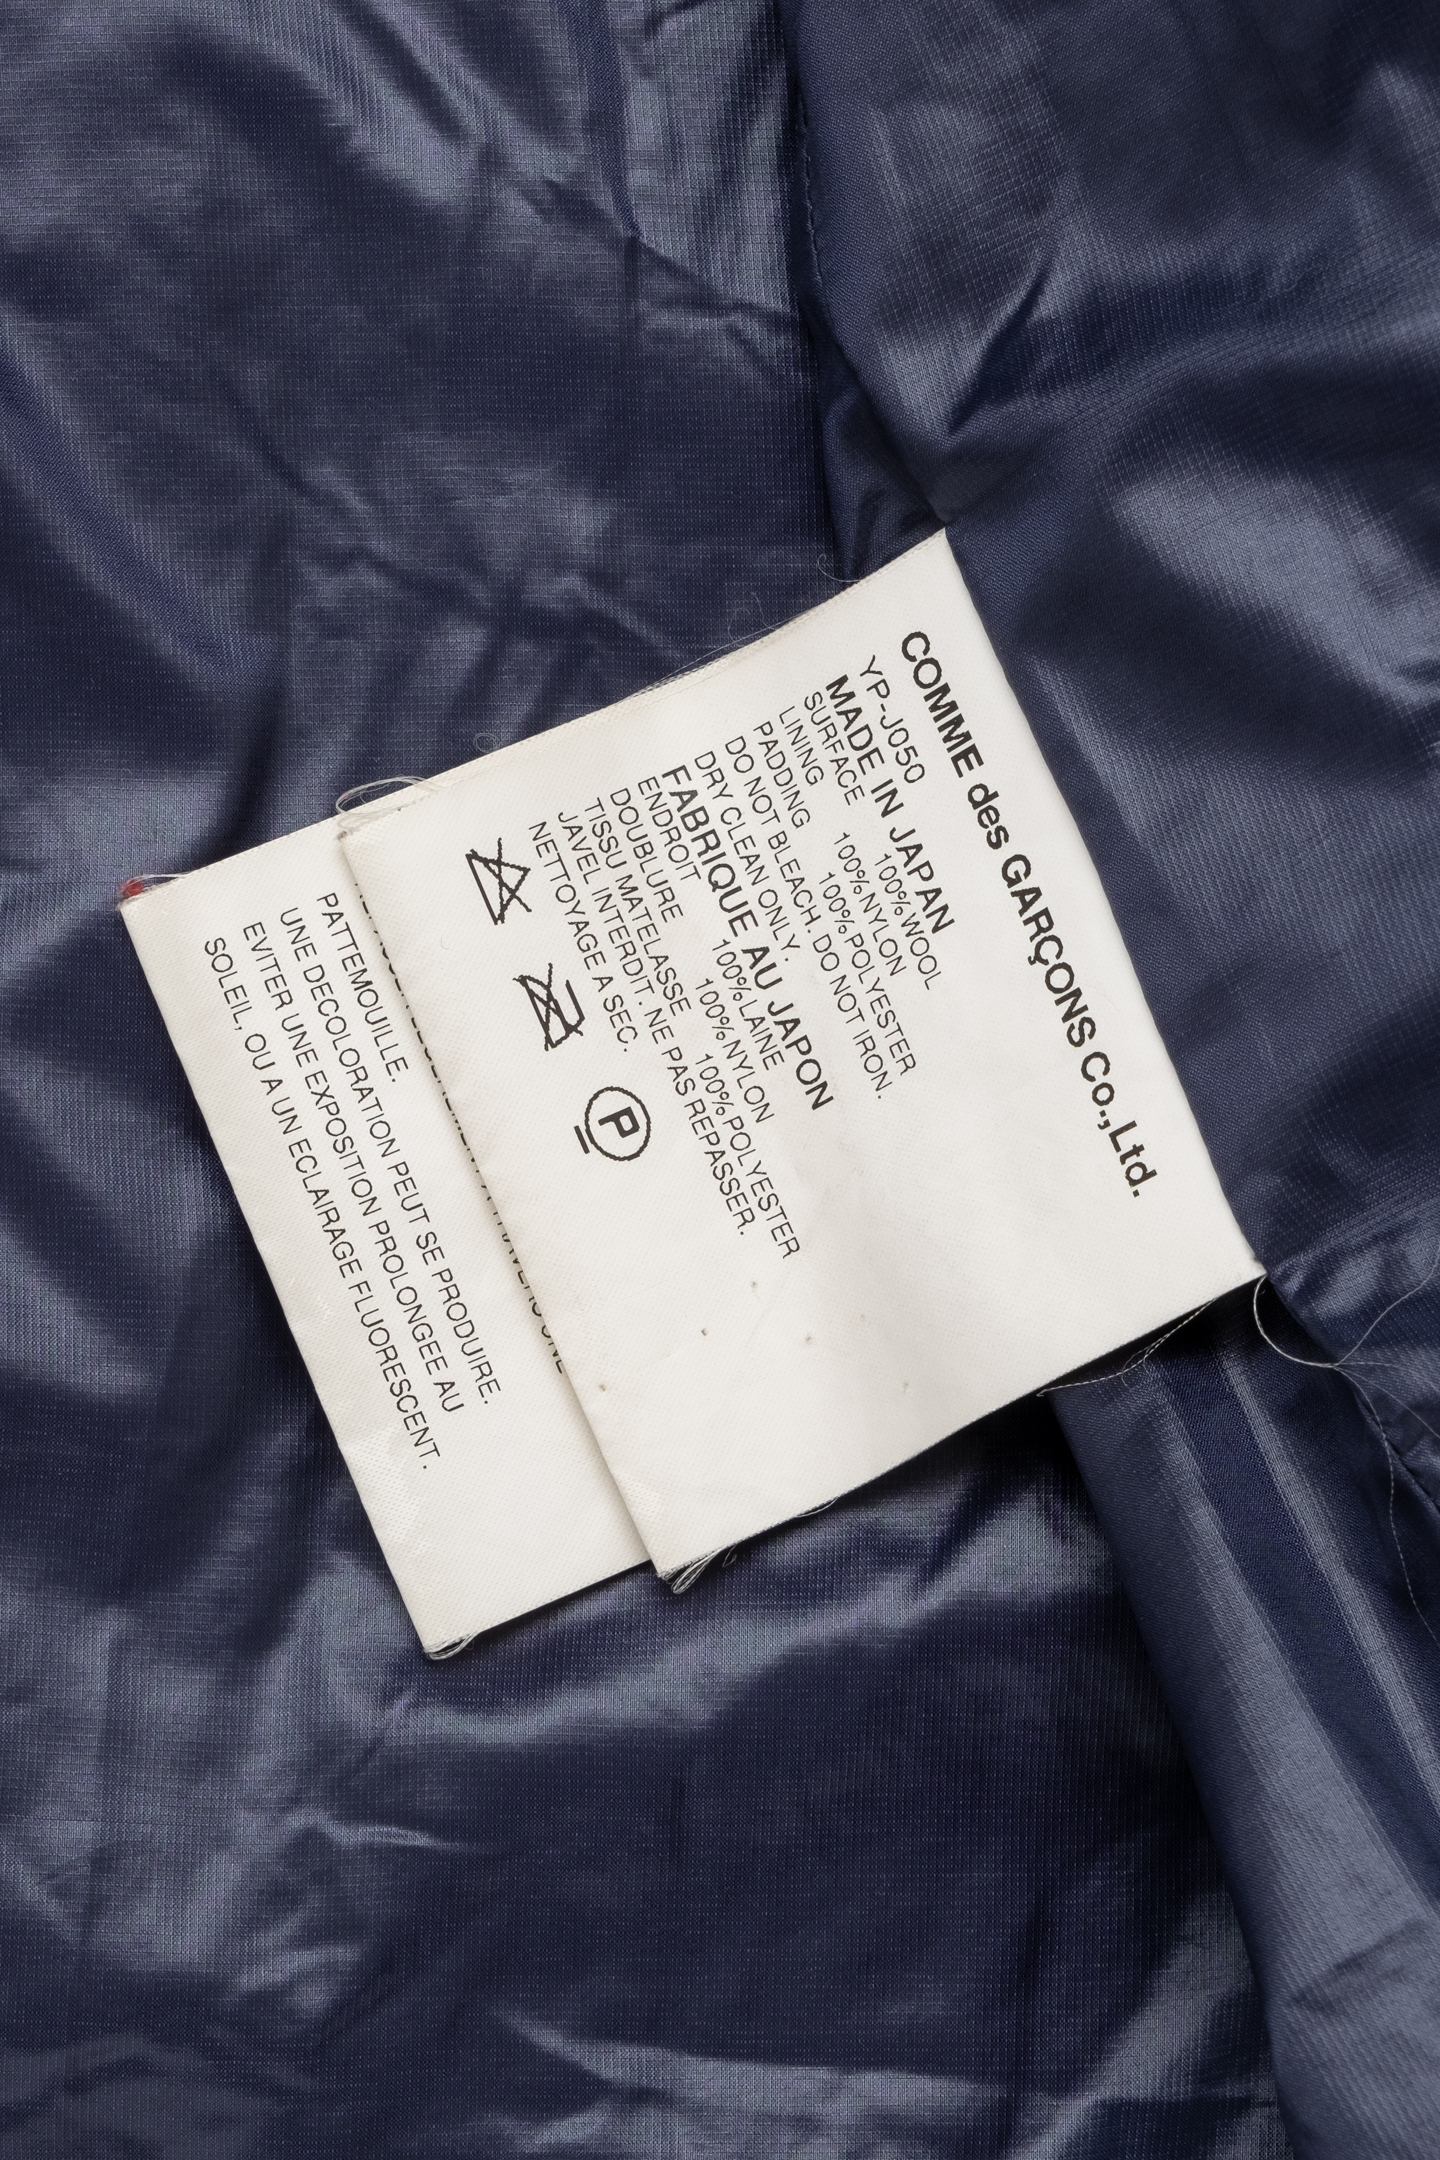 COMME des GARÇONS Co., Ltd.
YP-J050
MADE IN JAPAN
SURFACE 100%WOOL
LINING 100%NYLON
PADDING 100%POLYESTER
DO NOT BLEACH. DO NOT IRON.
DRY CLEAN ONLY.
FABRIQUE AU JAPON
ENDROIT 100%LAINE
DOUBLURE 100%NYLON
TISSU MATELASSE 100%POLYESTER
JAVEL INTERDIT. NE PAS REPASSER.
NETTOYAGE A SEC.
P
PATTEMOUILLE.
UNE DECOLORATION PEUT SE PRODUIRE.
EVITER UNE EXPOSITION PROLONGEE AU
SOLEIL, OU A UN ECLAIRAGE FLUORESCENT.